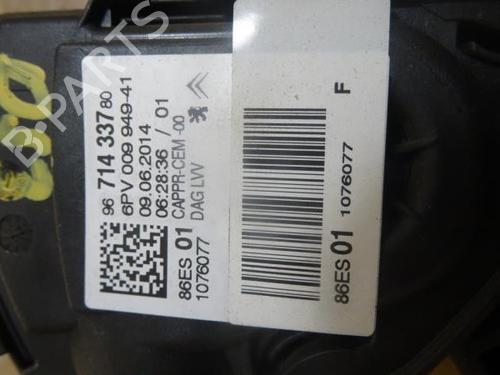 96 714 337 80
6PV 009 949-41
09.06.2014
06:28:36 / 01
CAPPR-CEM -00
DAG LVV
86ES 01
1076077
F
86ES 01
1076077
B-PARTS